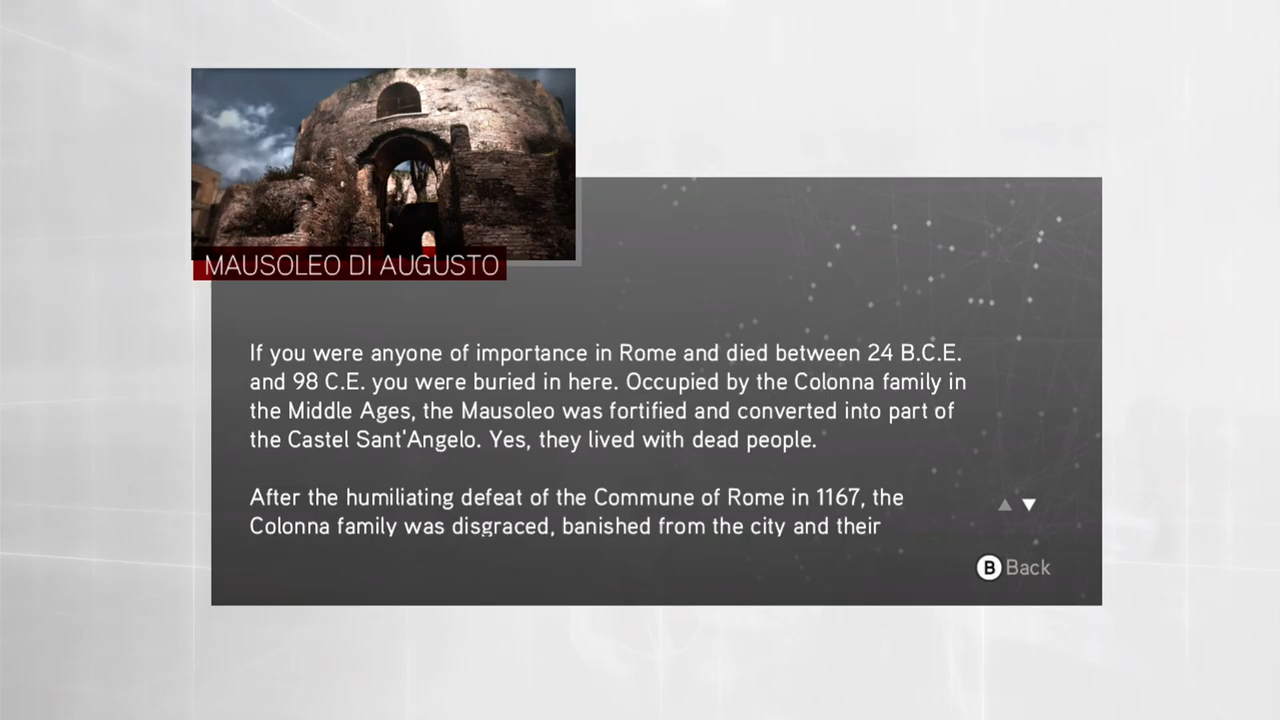 MAUSOLEO DI AUGUSTO
If you were anyone of importance in Rome and died between 24 B.C.E.
and 98 C.E. you were buried in here. Occupied by the Colonna family in
the Middle Ages, the Mausoleo was fortified and converted into part of
the Castel Sant'Angelo. Yes, they lived with dead people.
After the humiliating defeat of the Commune of Rome in 1167, the
Colonna family was disgraced, banished from the city and their
B Back